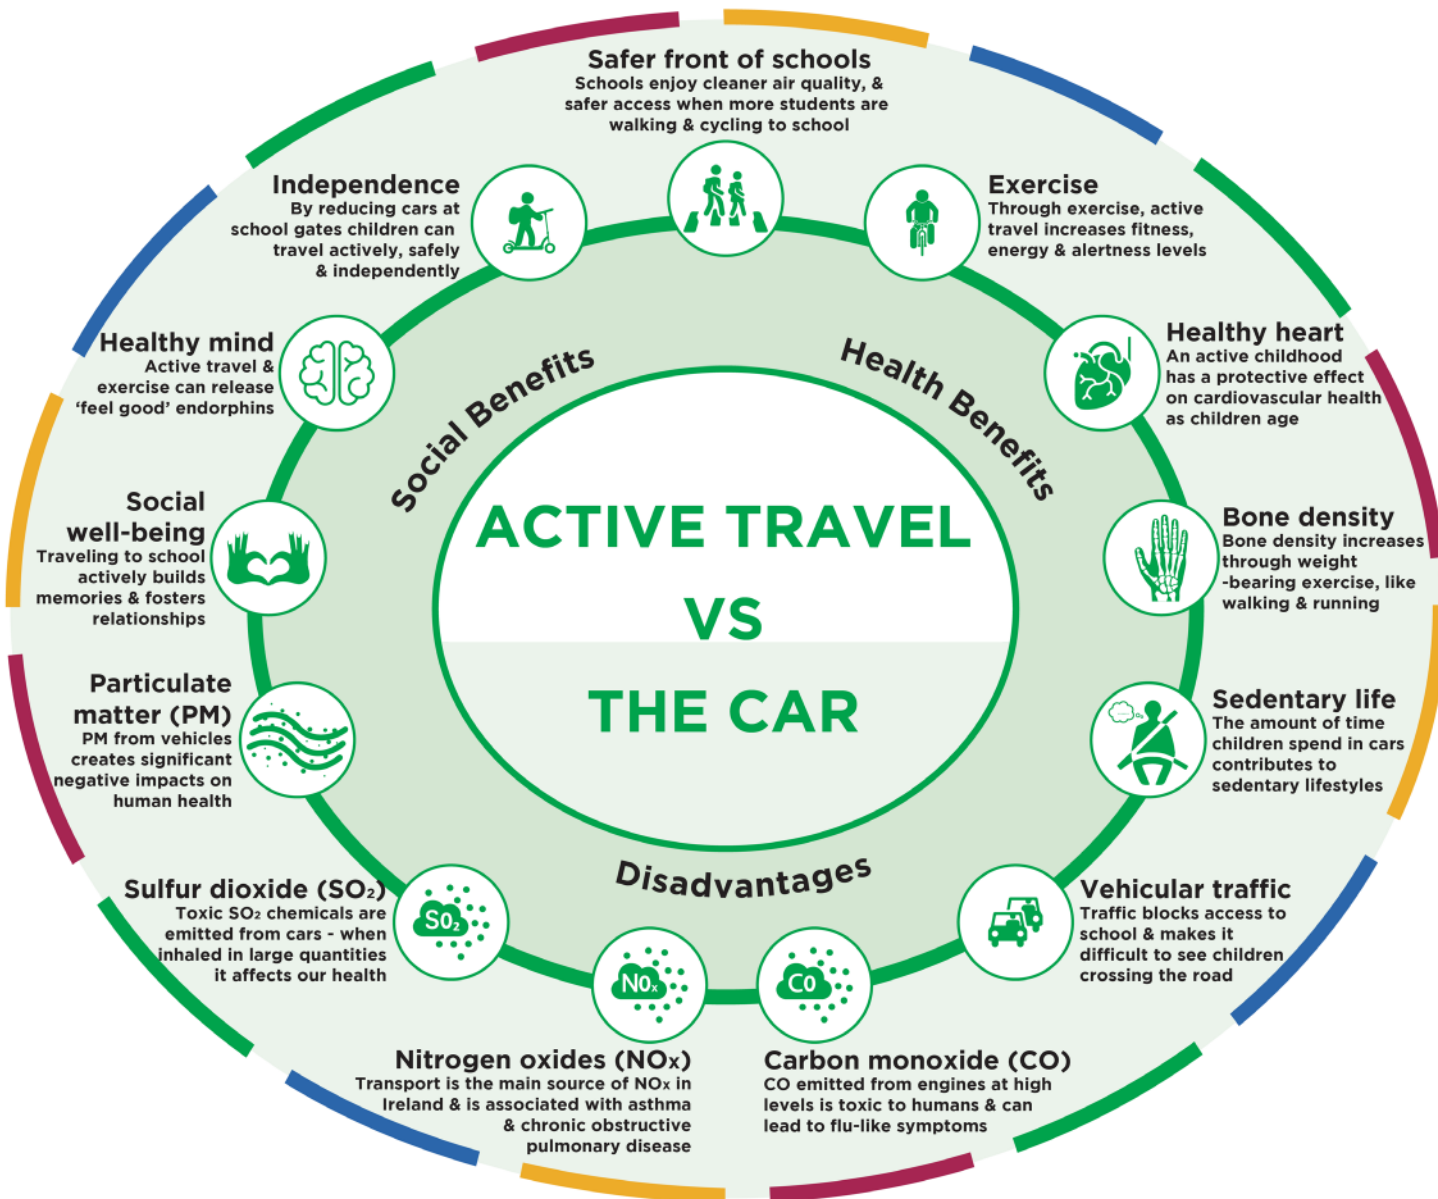 Safer front of schools
Schools enjoy cleaner air quality, &
safer access when more students are
walking & cycling to school
Independence
By reducing cars at
school gates children can
travel actively, safely
& independently
Exercise
Through exercise, active
travel increases fitness,
energy & alertness levels
Healthy mind
Active travel &
exercise can release
‘feel good’ endorphins
Healthy heart
An active childhood
has a protective effect
on cardiovascular health
as children age
Social Benefits
Health Benefits
Social
well-being
Traveling to school
actively builds
memories & fosters
relationships
ACTIVE TRAVEL
VS
THE CAR
Bone density
Bone density increases
through weight
-bearing exercise, like
walking & running
Particulate
matter (PM)
PM from vehicles
creates significant
negative impacts on
human health
Sedentary life
The amount of time
children spend in cars
contributes to
sedentary lifestyles
Disadvantages
Sulfur dioxide (SO₂)
Toxic SO₂ chemicals are
emitted from cars - when
inhaled in large quantities
it affects our health
SO₂
Vehicular traffic
Traffic blocks access to
school & makes it
difficult to see children
crossing the road
NOₓ
CO
Nitrogen oxides (NOx)
Transport is the main source of NOx in
Ireland & is associated with asthma
& chronic obstructive
pulmonary disease
Carbon monoxide (CO)
CO emitted from engines at high
levels is toxic to humans & can
lead to flu-like symptoms